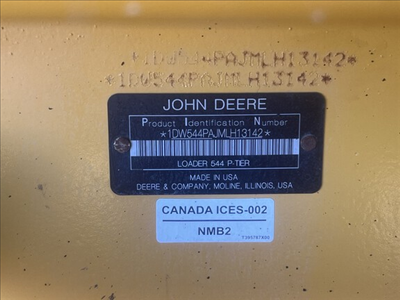 *1DW544PAJMLH13142*
*1DW544PAJMLH13142*
JOHN DEERE
Product Identification Number
*1DW544PAJMLH13142*
LOADER 544 P-TIER
MADE IN USA
DEERE & COMPANY, MOLINE, ILLINOIS, USA
CANADA ICES-002
NMB2